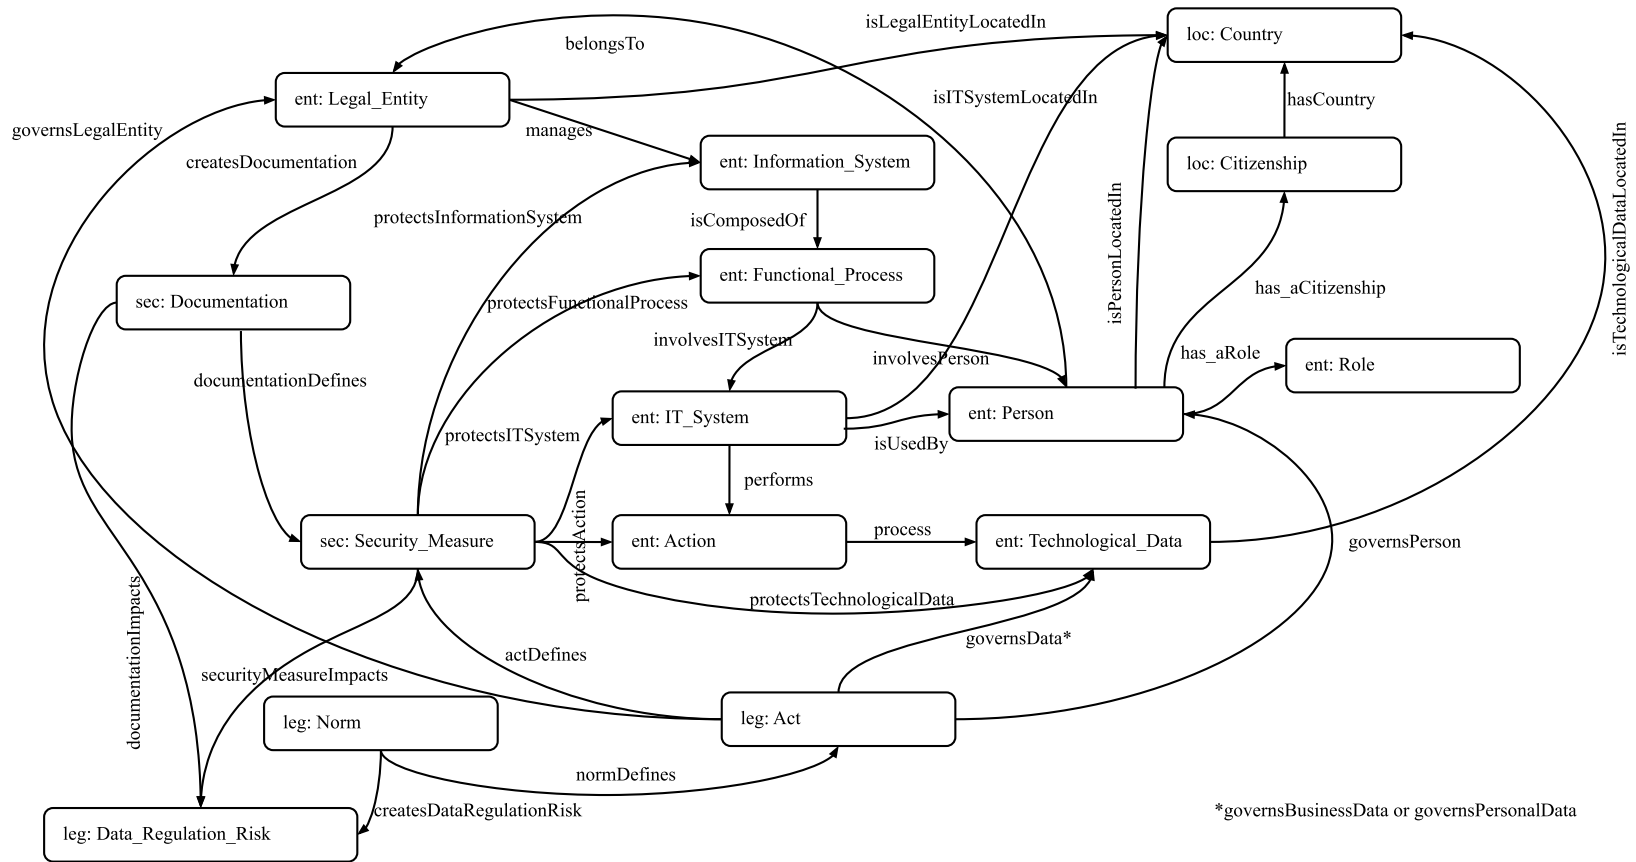 isLegalEntityLocatedIn
loc: Country
belongsTo
ent: Legal_Entity
isITSystemLocatedIn
hasCountry
governsLegalEntity
manages
createsDocumentation
ent: Information_System
loc: Citizenship
isTechnologicalDataLocatedIn
protectsInformationSystem
isComposedOf
isPersonLocatedIn
ent: Functional_Process
has_aCitizenship
sec: Documentation
protectsFunctionalProcess
involvesITSystem
involvesPerson
has_aRole
ent: Role
documentationDefines
ent: IT_System
ent: Person
protectsITSystem
isUsedBy
performs
sec: Security_Measure
protectsAction
ent: Action
process
ent: Technological_Data
governsPerson
protectsTechnologicalData
governsData*
documentationImpacts
actDefines
securityMeasureImpacts
leg: Norm
leg: Act
normDefines
createsDataRegulationRisk
*governsBusinessData or governsPersonalData
leg: Data_Regulation_Risk